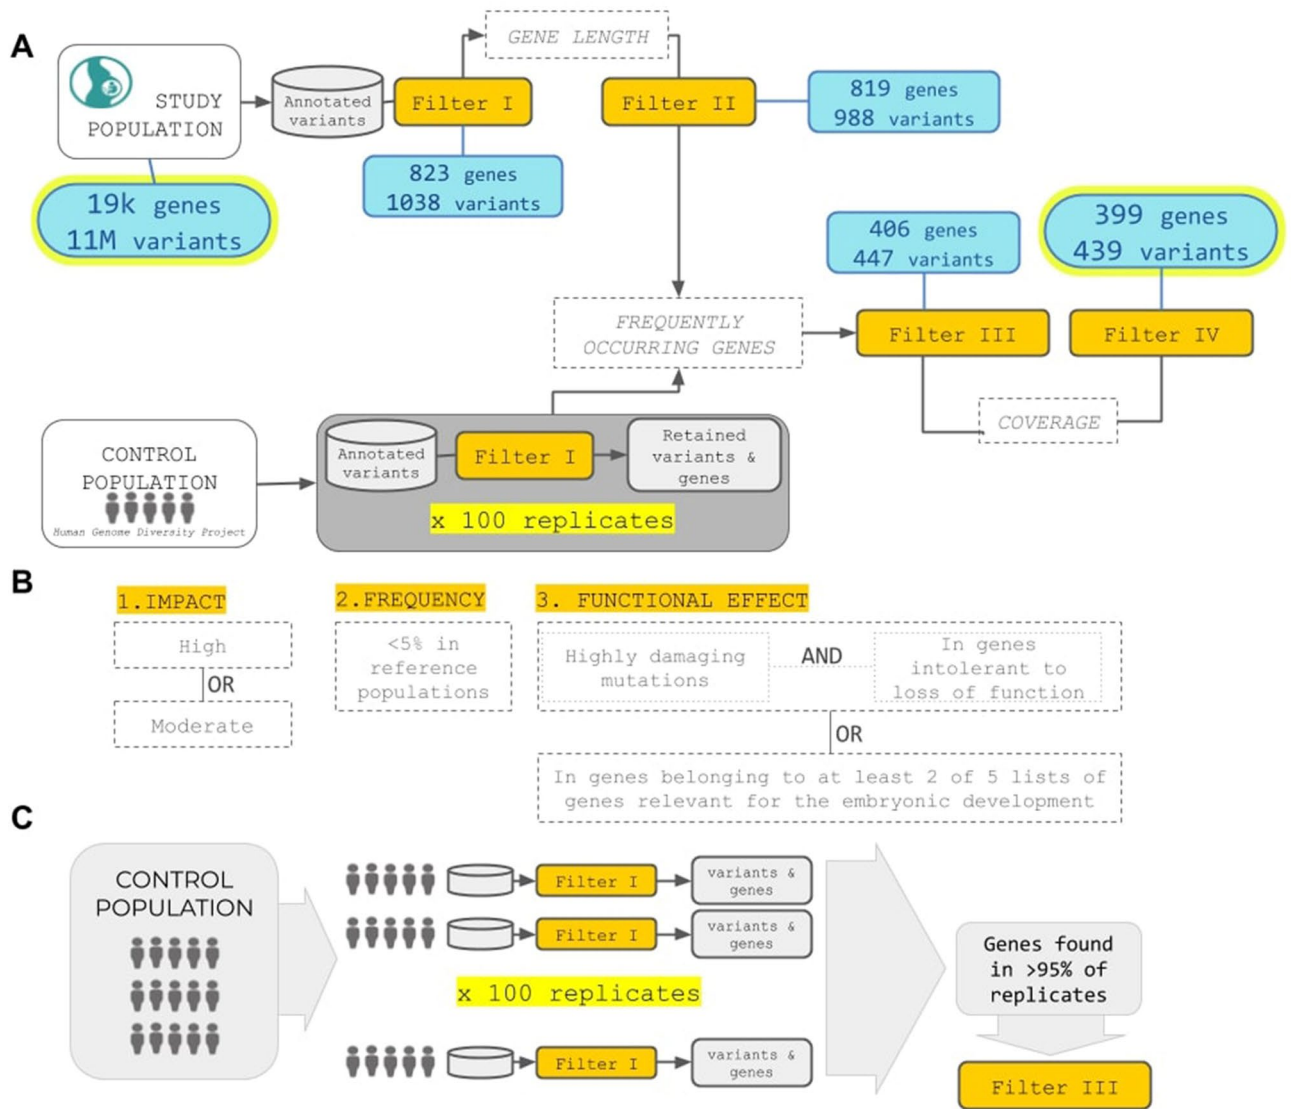 A
STUDY
POPULATION
Annotated
variants
Filter I
GENE LENGTH
Filter II
819 genes
988 variants
823 genes
1038 variants
19k genes
11M variants
406 genes
447 variants
399 genes
439 variants
FREQUENTLY
OCCURRING GENES
Filter III
Filter IV
COVERAGE
CONTROL
POPULATION
Human Genome Diversity Project
Annotated
variants
Filter I
Retained
variants &
genes
x 100 replicates
B
1.IMPACT
High
OR
Moderate
2.FREQUENCY
<5% in
reference
populations
3. FUNCTIONAL EFFECT
Highly damaging
mutations
AND
In genes
intolerant to
loss of function
OR
In genes belonging to at least 2 of 5 lists of
genes relevant for the embryonic development
C
CONTROL
POPULATION
Filter I
variants &
genes
Filter I
variants &
genes
x 100 replicates
Filter I
variants &
genes
Genes found
in >95% of
replicates
Filter III